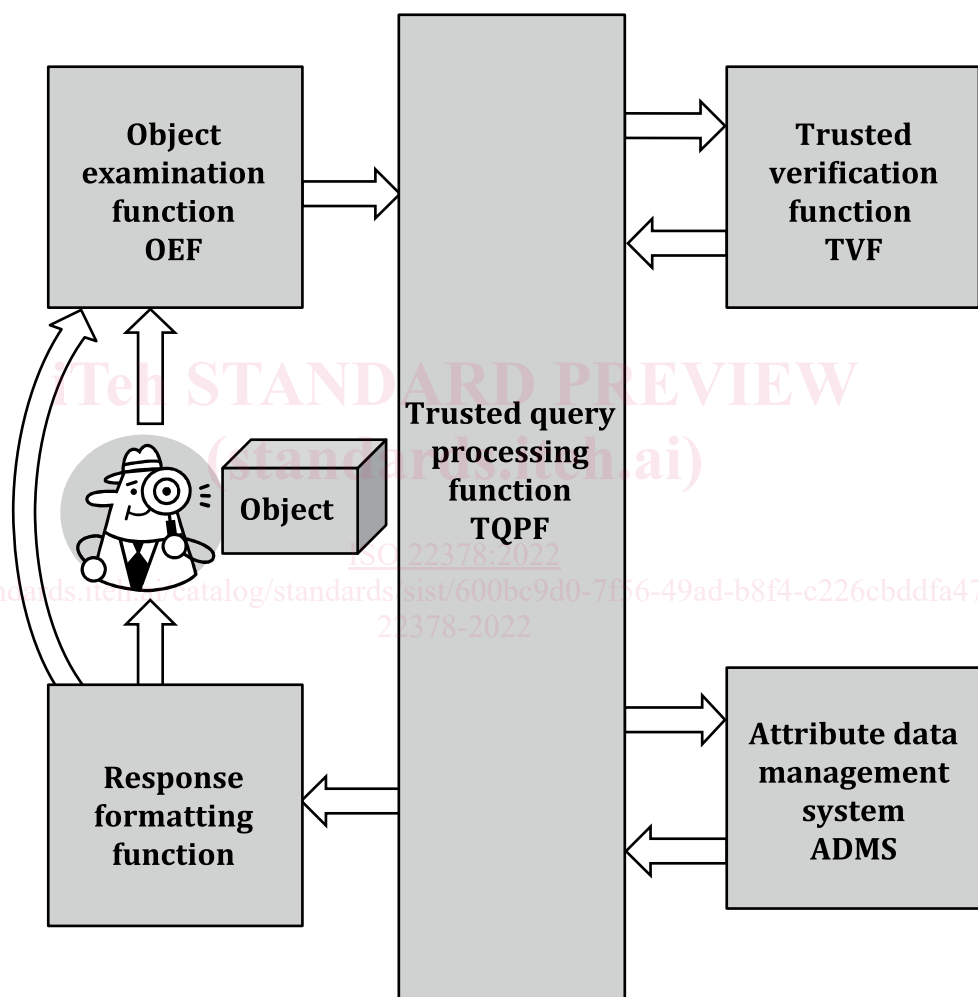 Object
examination
function
OEF
Trusted
verification
function
TVF
iTeh STANDARD PREVIEW
(standards.iteh.ai)
Trusted query
processing
function
TQPF
Object
ISO 22378:2022
ndards.iteh.ai/catalog/standards/sist/600bc9d0-7f56-49ad-b8f4-c226cbddfa47
22378-2022
Response
formatting
function
Attribute data
management
system
ADMS